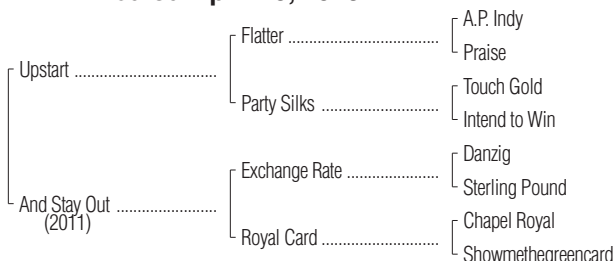 A.P. Indy
Flatter
Praise
Upstart
Touch Gold
Party Silks
Intend to Win
Danzig
Exchange Rate
Sterling Pound
And Stay Out
(2011)
Chapel Royal
Royal Card
Showmethegreencard